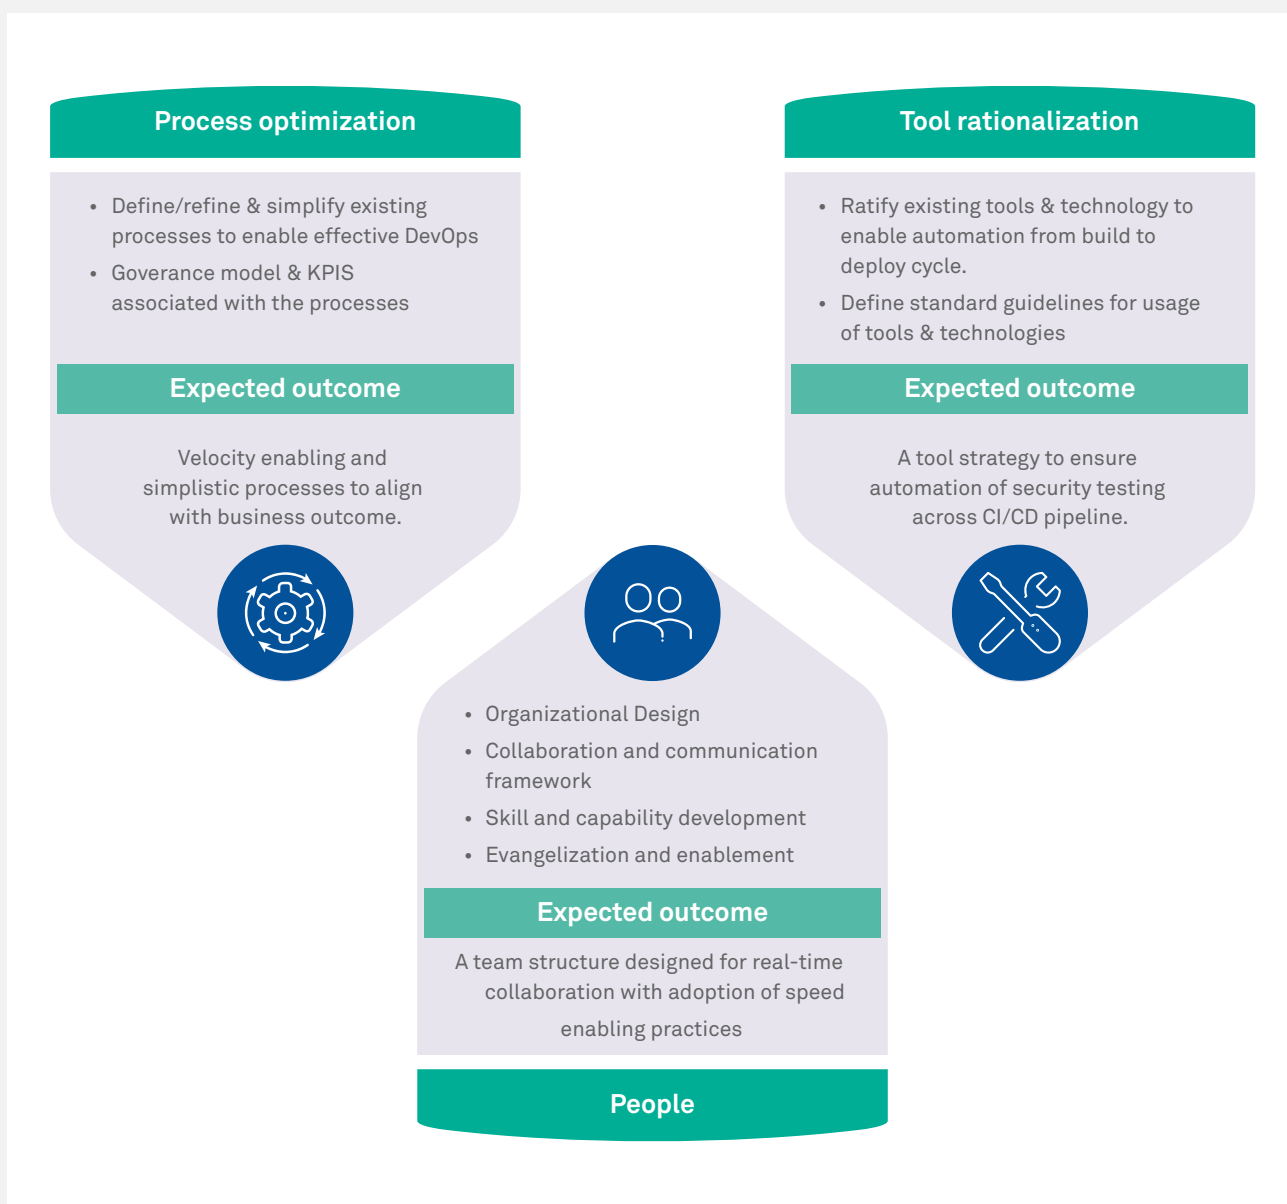 Process optimization
• Define/refine & simplify existing
processes to enable effective DevOps
• Goverance model & KPIS
associated with the processes
Expected outcome
Velocity enabling and
simplistic processes to align
with business outcome.
Tool rationalization
• Ratify existing tools & technology to
enable automation from build to
deploy cycle.
• Define standard guidelines for usage
of tools & technologies
Expected outcome
A tool strategy to ensure
automation of security testing
across CI/CD pipeline.
• Organizational Design
• Collaboration and communication
framework
• Skill and capability development
• Evangelization and enablement
Expected outcome
A team structure designed for real-time
collaboration with adoption of speed
enabling practices
People